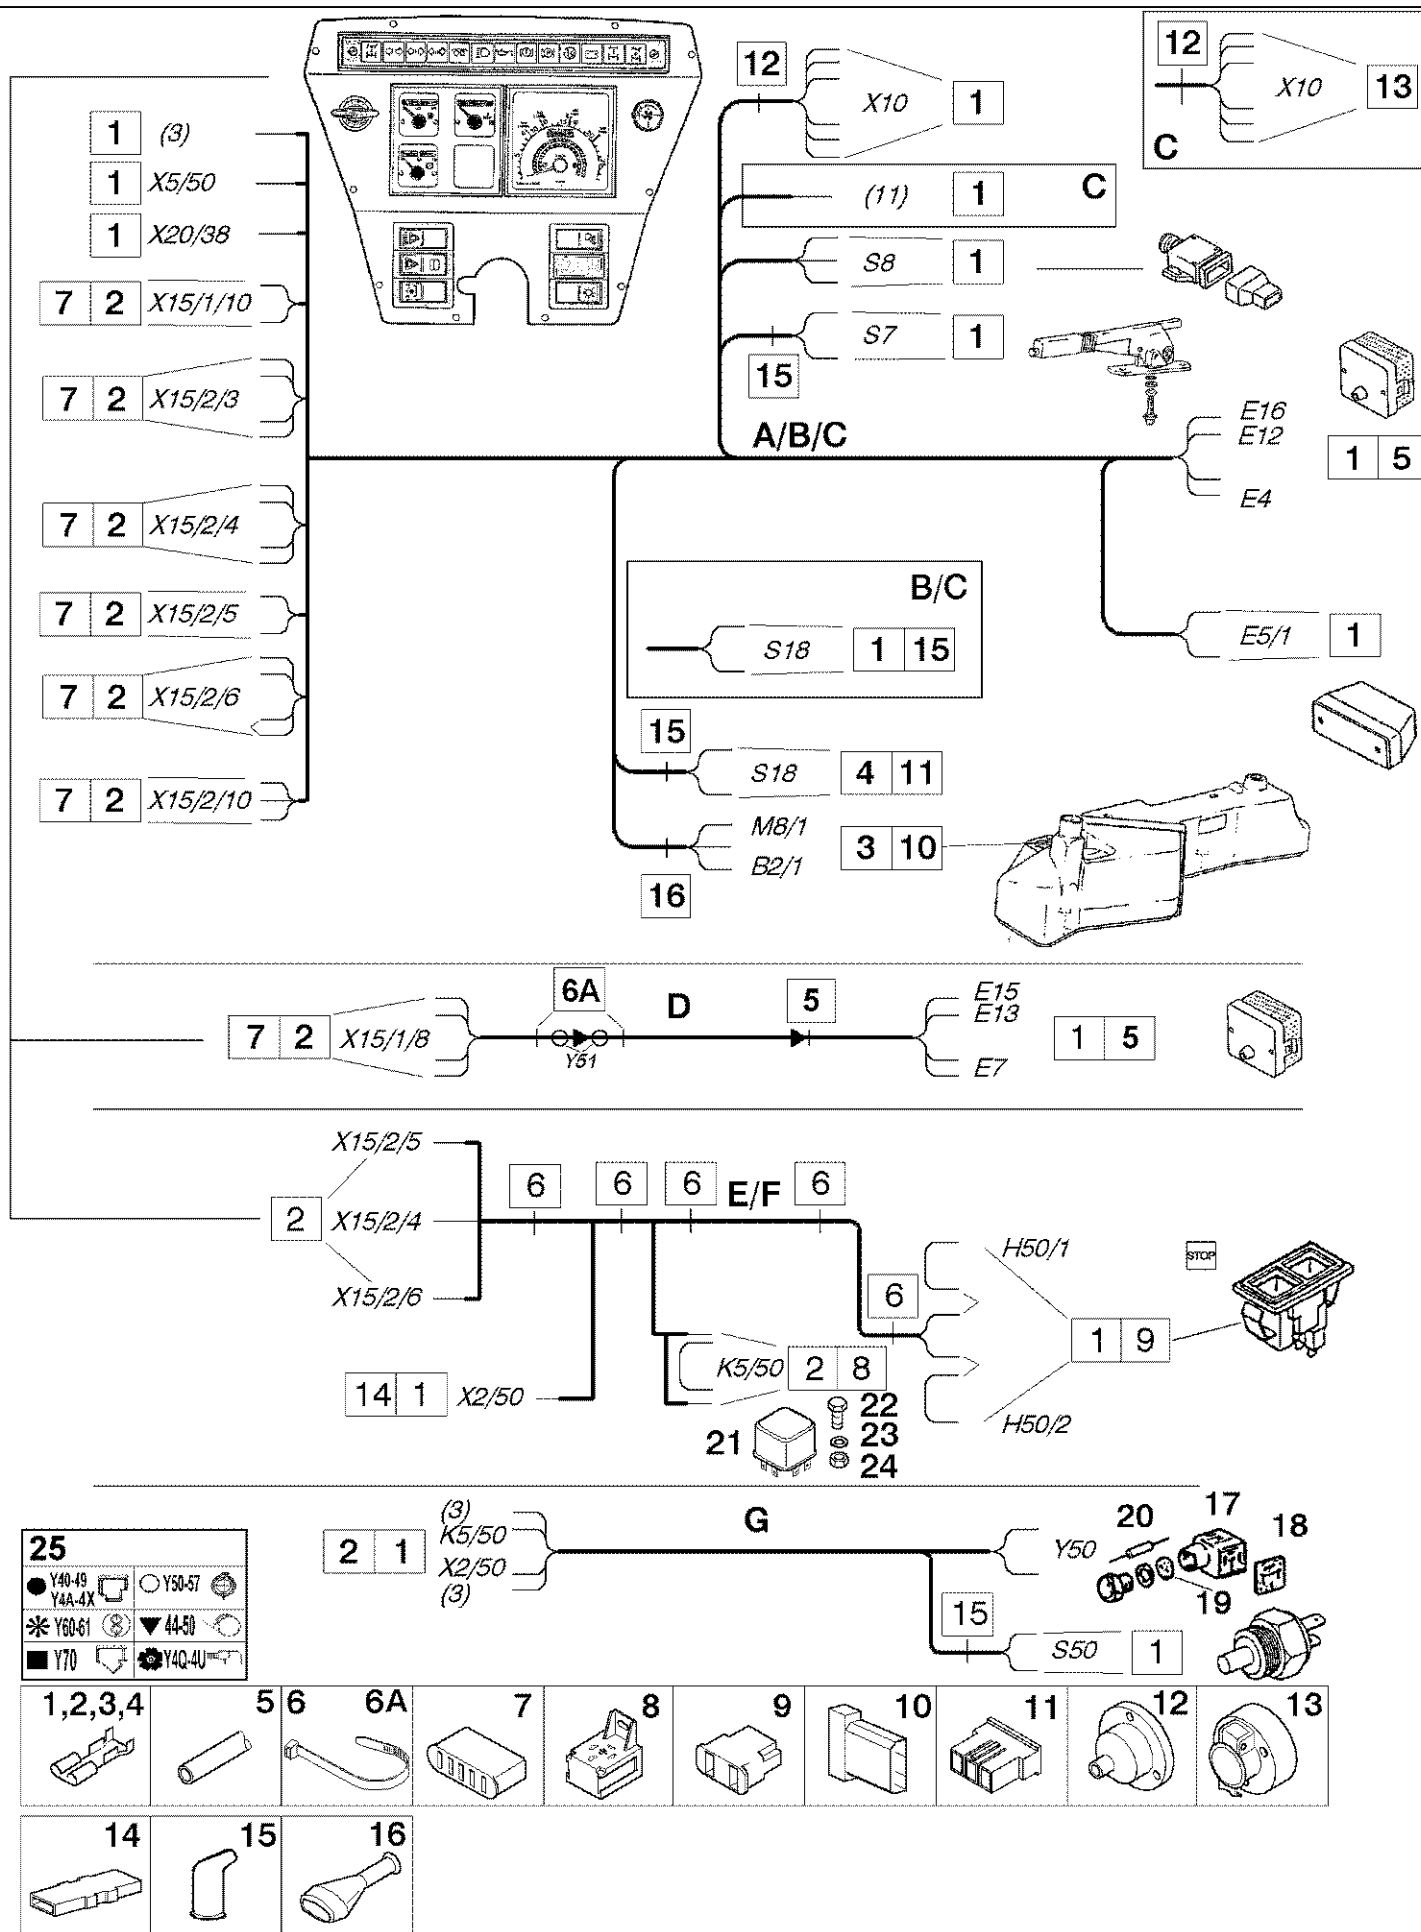 12
X10
1
12
X10
13
C
1 (3)
1 X5/50
1 X20/38
7 2 X15/1/10
7 2 X15/2/3
7 2 X15/2/4
7 2 X15/2/5
7 2 X15/2/6
7 2 X15/2/10
(11) 1 C
S8 1
S7 1
15
A/B/C
E16
E12
E4
1 5
B/C
S18 1 15
E5/1 1
15
S18 4 11
M8/1
B2/1
3 10
16
6A
D
5
7 2 X15/1/8
Y51
E15
E13
E7
1 5
X15/2/5
2 X15/2/4
X15/2/6
6 6 6 E/F 6
6
H50/1
STOP
1 9
H50/2
K5/50 2 8
14 1 X2/50
21
22
23
24
G
(3)
K5/50
X2/50
(3)
2 1
Y50
20 17 18
19
15
S50 1
25
Y40-49
Y4A-4X
Y50-57
Y60-61
44-50
Y70
Y4Q-4U
1,2,3,4 5 6 6A 7 8 9 10 11 12 13
14 15 16